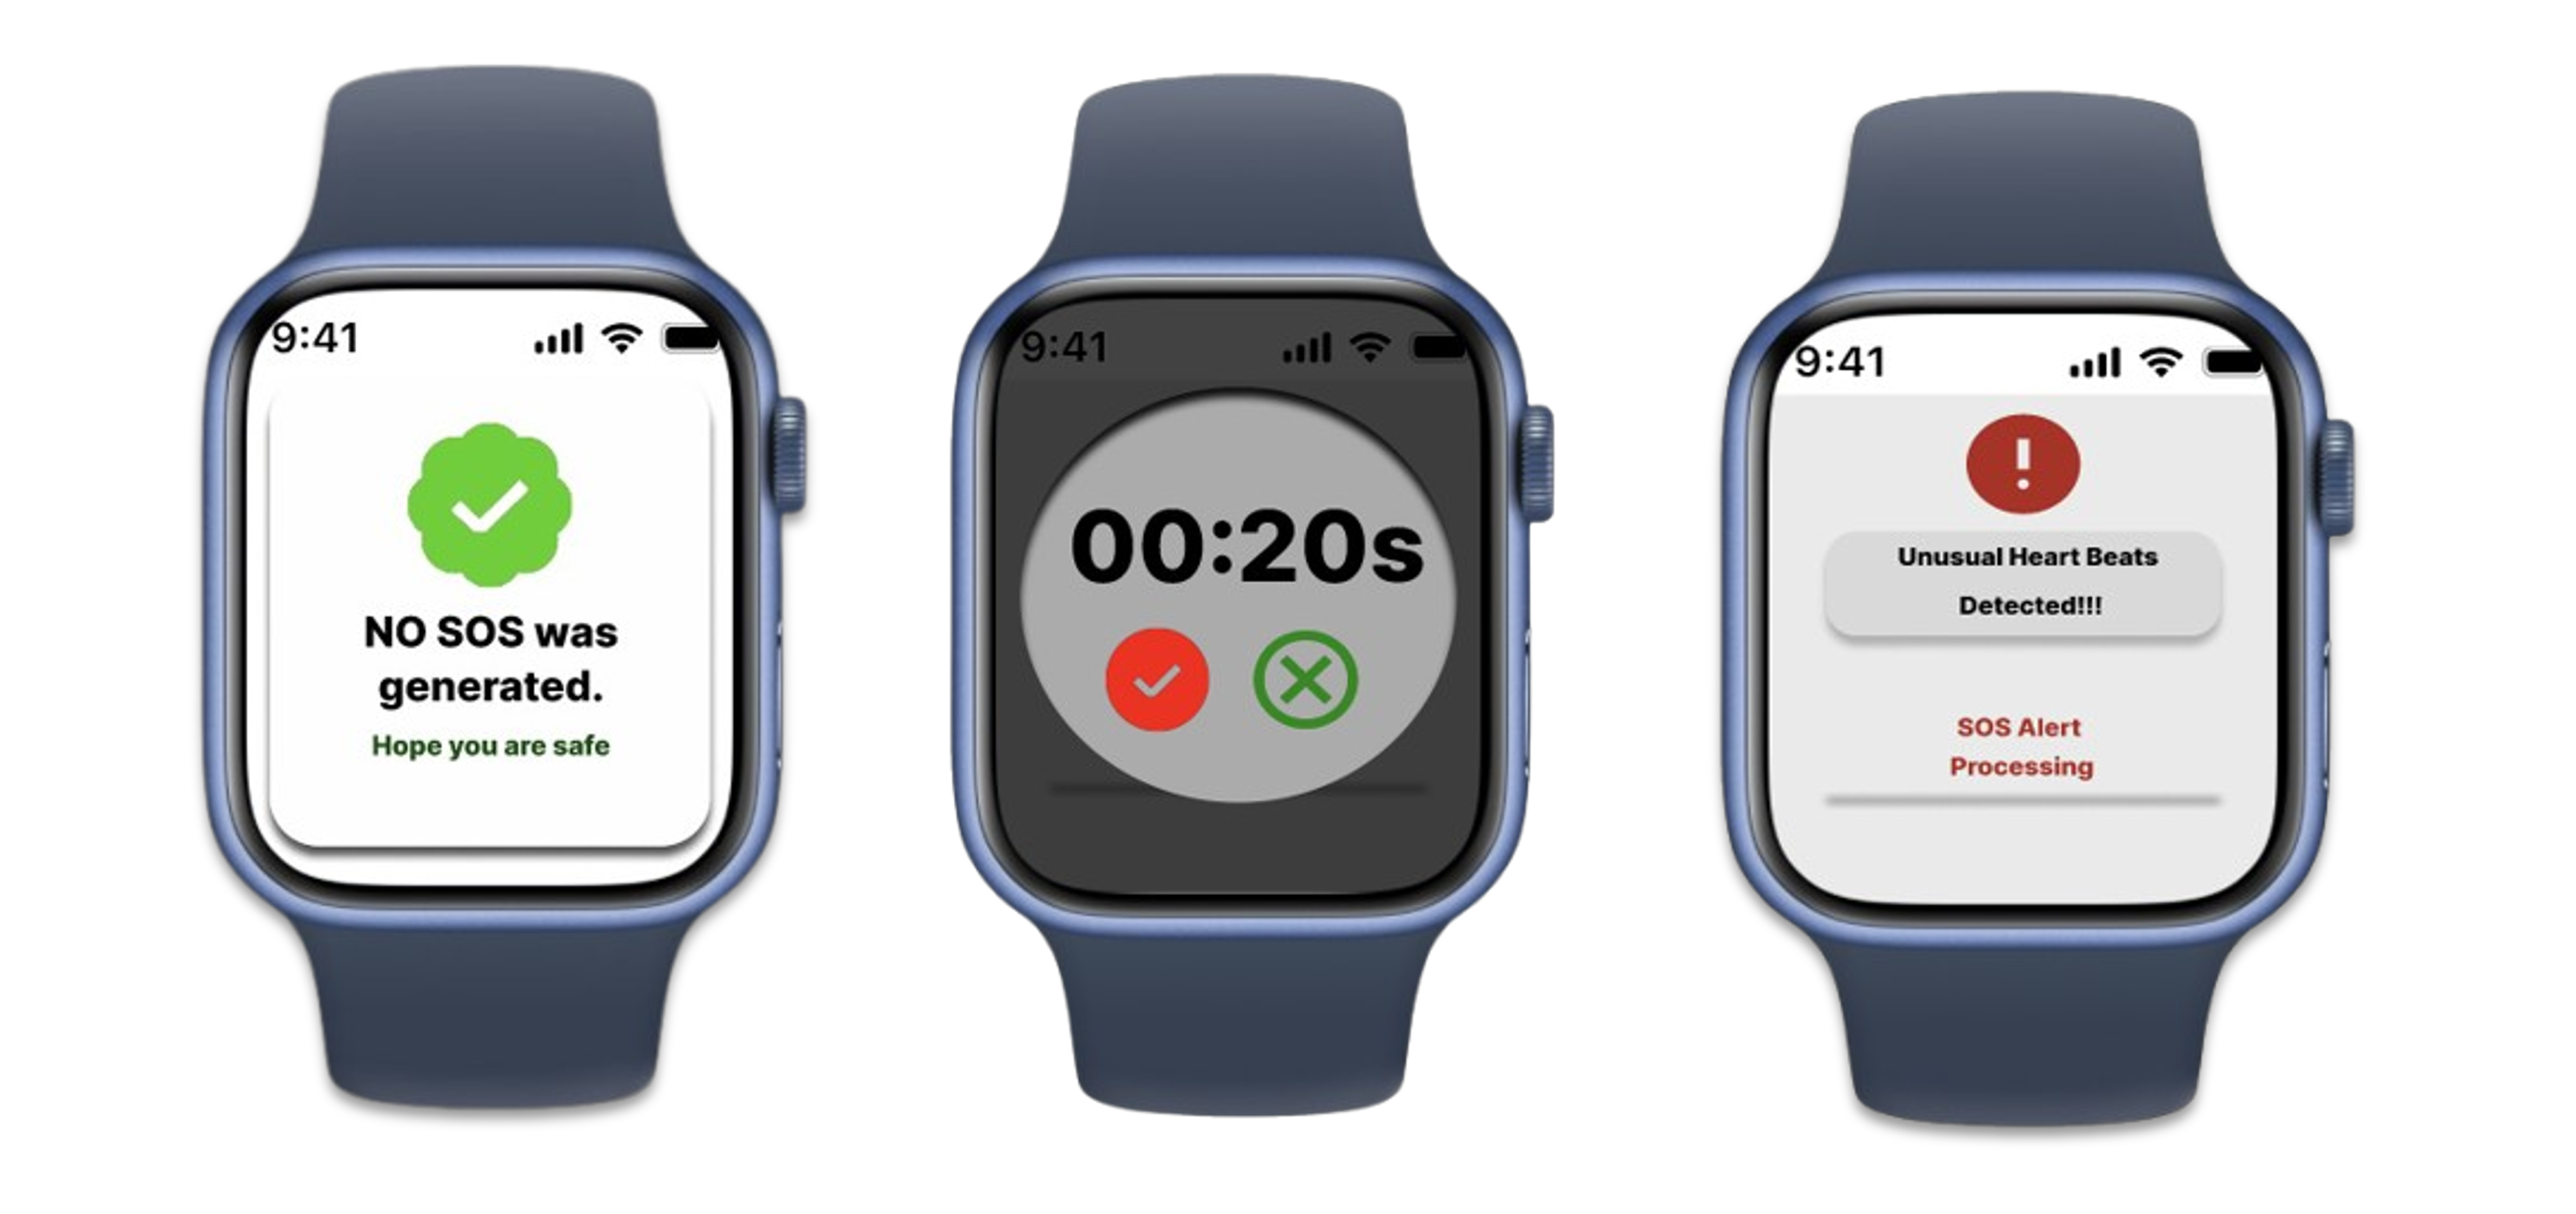 9:41
NO SOS was
generated.
Hope you are safe
9:41
00:20s
9:41
Unusual Heart Beats
Detected!!!
SOS Alert
Processing